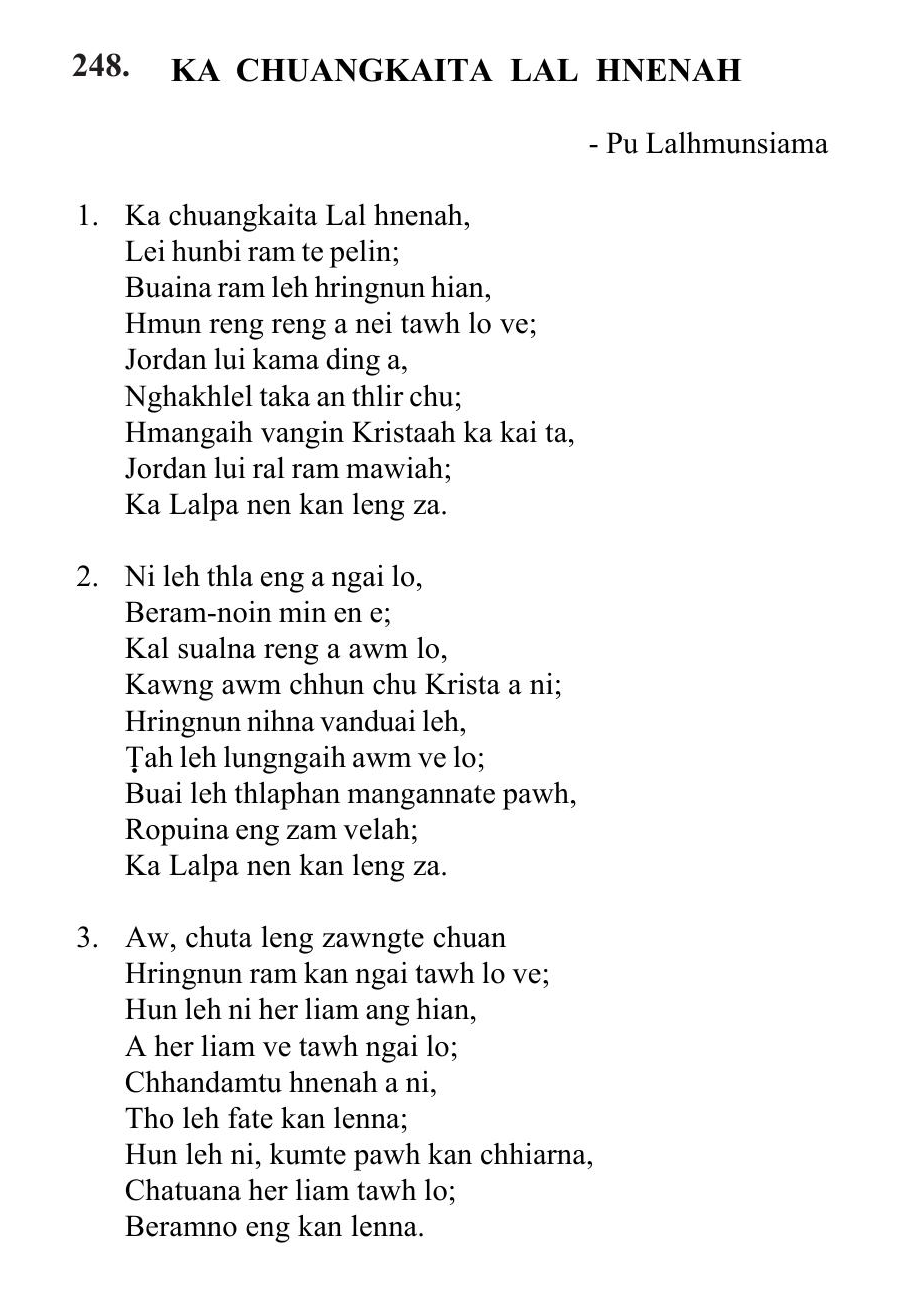 248. KA CHUANGKAITA LAL HNENAH
- Pu Lalhmunsiama
1. Ka chuangkaita Lal hnenah,
Lei hunbi ram te pelin;
Buaina ram leh hringnun hian,
Hmun reng reng a nei tawh lo ve;
Jordan lui kama ding a,
Nghakhlel taka an thlir chu;
Hmangaih vangin Kristaah ka kai ta,
Jordan lui ral ram mawiah;
Ka Lalpa nen kan leng za.
2. Ni leh thla eng a ngai lo,
Beram-noin min en e;
Kal sualna reng a awm lo,
Kawng awm chhun chu Krista a ni;
Hringnun nihna vanduai leh,
Ṭah leh lungngaih awm ve lo;
Buai leh thlaphan mangannate pawh,
Ropuina eng zam velah;
Ka Lalpa nen kan leng za.
3. Aw, chuta leng zawngte chuan
Hringnun ram kan ngai tawh lo ve;
Hun leh ni her liam ang hian,
A her liam ve tawh ngai lo;
Chhandamtu hnenah a ni,
Tho leh fate kan lenna;
Hun leh ni, kumte pawh kan chhiarna,
Chatuana her liam tawh lo;
Beramno eng kan lenna.